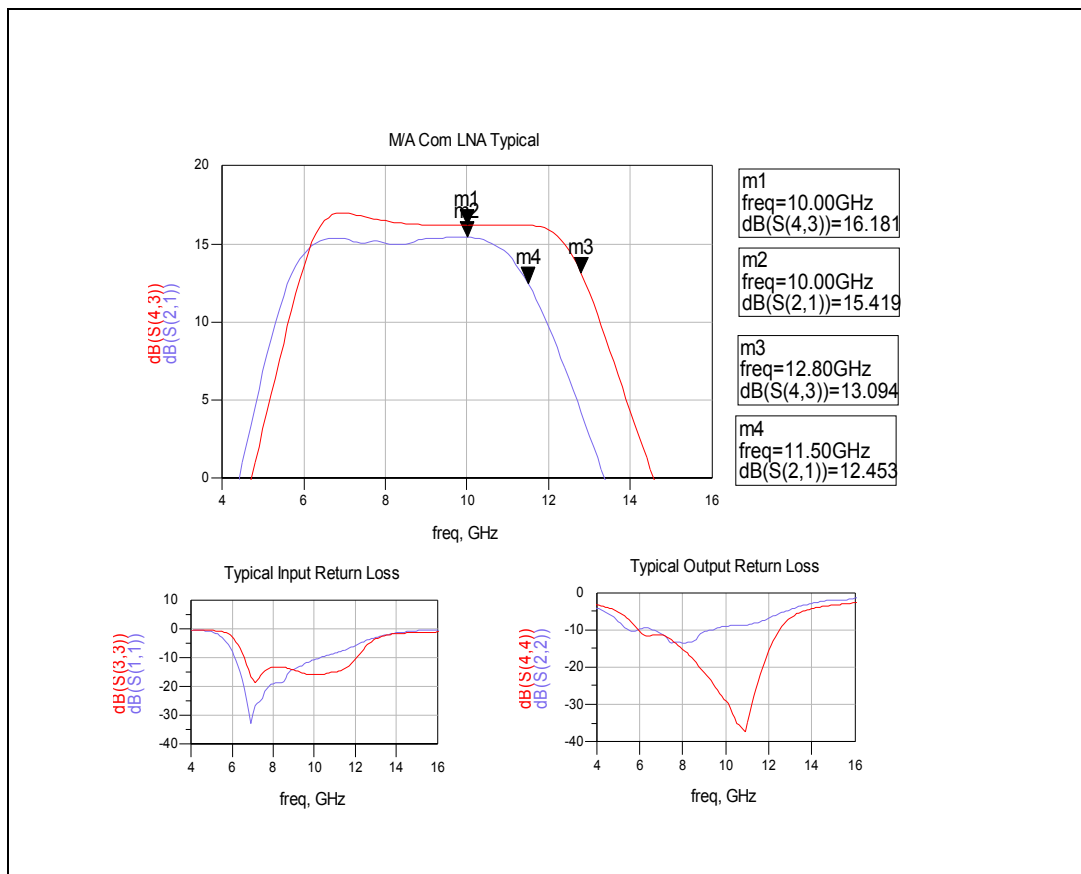 M/A Com LNA Typical
20
15
10
5
0
dB(S(4,3))
dB(S(2,1))
m1
m2
m4
m3
4 6 8 10 12 14 16
freq, GHz
m1
freq=10.00GHz
dB(S(4,3))=16.181
m2
freq=10.00GHz
dB(S(2,1))=15.419
m3
freq=12.80GHz
dB(S(4,3))=13.094
m4
freq=11.50GHz
dB(S(2,1))=12.453
Typical Input Return Loss
10
0
-10
-20
-30
-40
dB(S(3,3))
dB(S(1,1))
4 6 8 10 12 14 16
freq, GHz
Typical Output Return Loss
0
-10
-20
-30
-40
dB(S(4,4))
dB(S(2,2))
4 6 8 10 12 14 16
freq, GHz